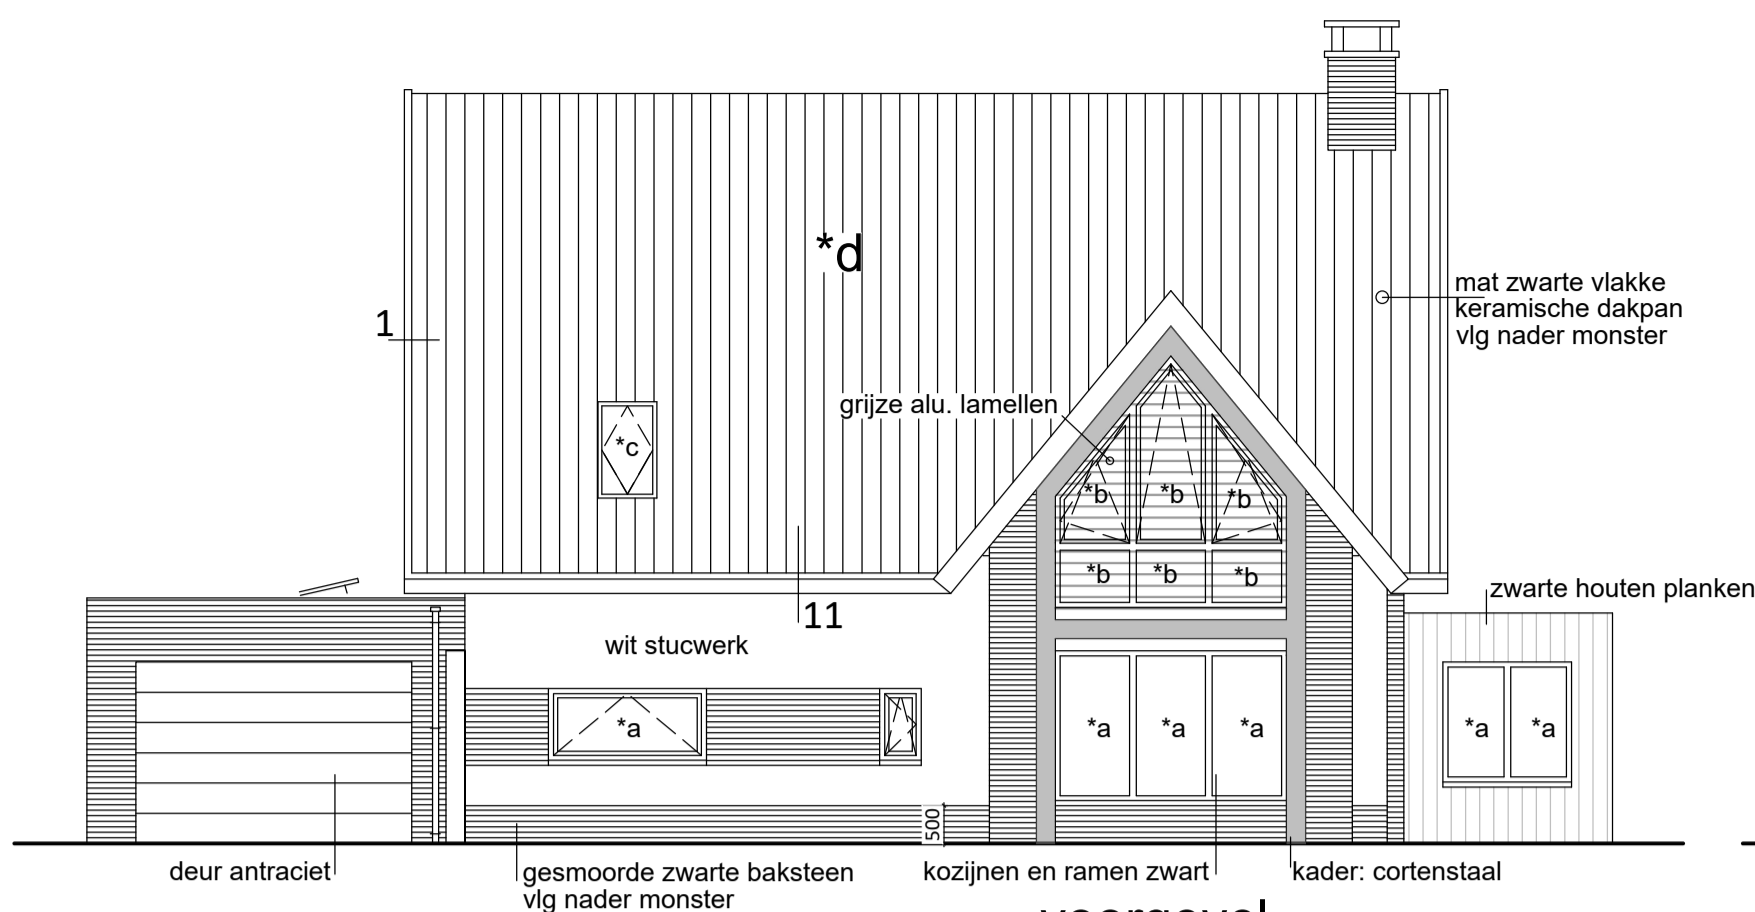 *d
mat zwarte vlakke
keramische dakpan
vlg nader monster
1
grijze alu. lamellen
*c
*b *b *b
*b *b *b
zwarte houten planken
11
wit stucwerk
*a *a *a *a *a *a
500
deur antraciet
gesmoorde zwarte baksteen
vlg nader monster
kozijnen en ramen zwart
kader: cortenstaal